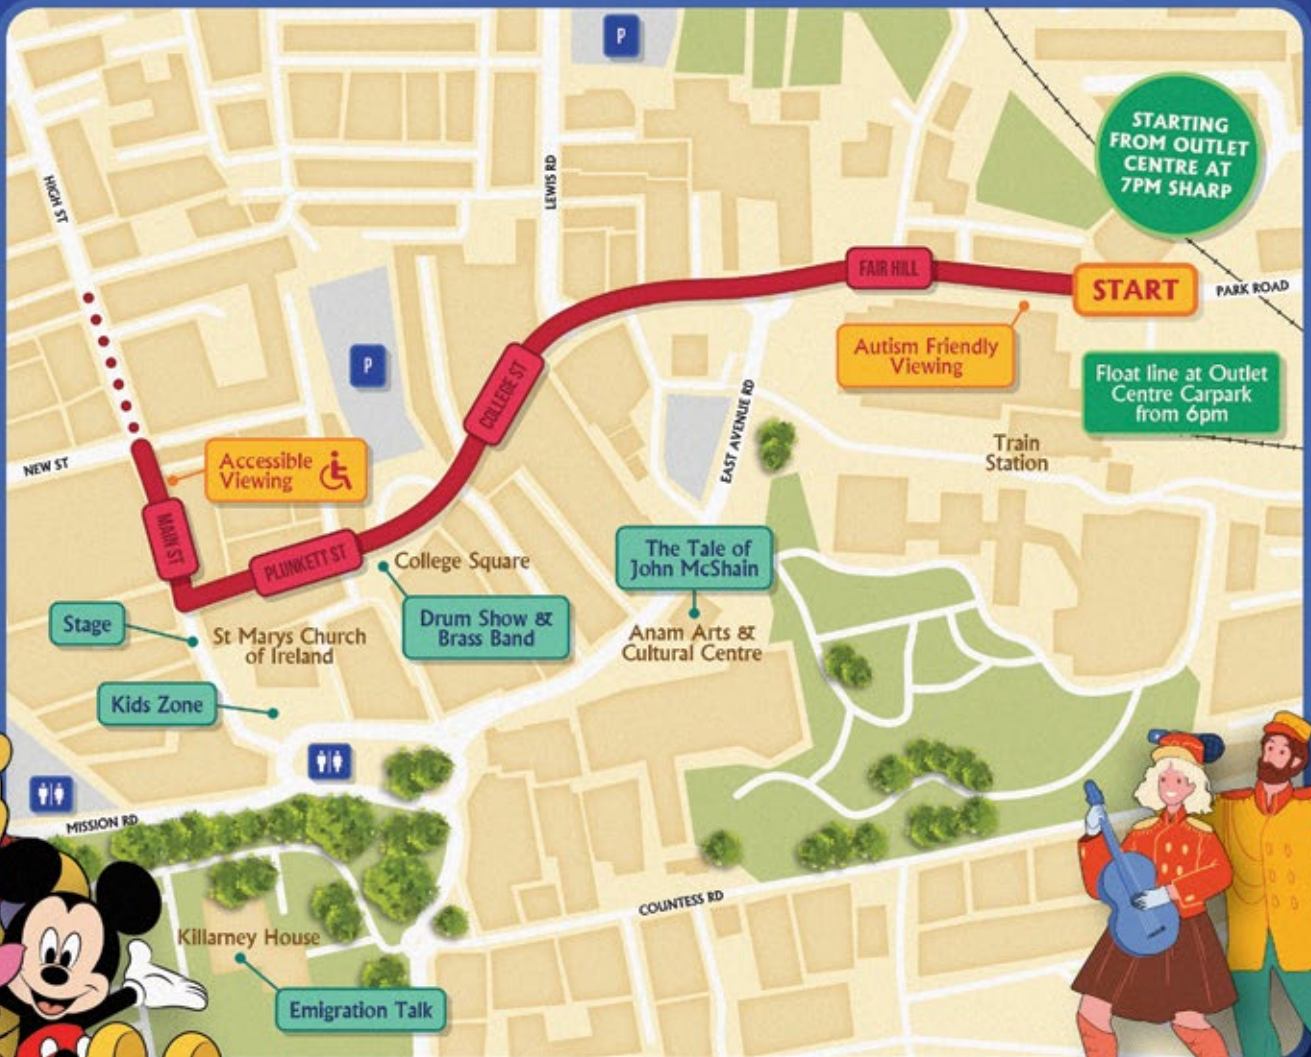 P
STARTING
FROM OUTLET
CENTRE AT
7PM SHARP
HIGH ST
LEWIS RD
FAIR HILL
START
PARK ROAD
Autism Friendly
Viewing
Float line at Outlet
Centre Carpark
from 6pm
P
COLLEGE ST
EAST AVENUE RD
Train
Station
NEW ST
Accessible
Viewing
MAIN ST
PLUNKETT ST
College Square
The Tale of
John McShain
Drum Show &
Brass Band
Stage
St Marys Church
of Ireland
Anam Arts &
Cultural Centre
Kids Zone
MISSION RD
COUNTESS RD
Killarney House
Emigration Talk